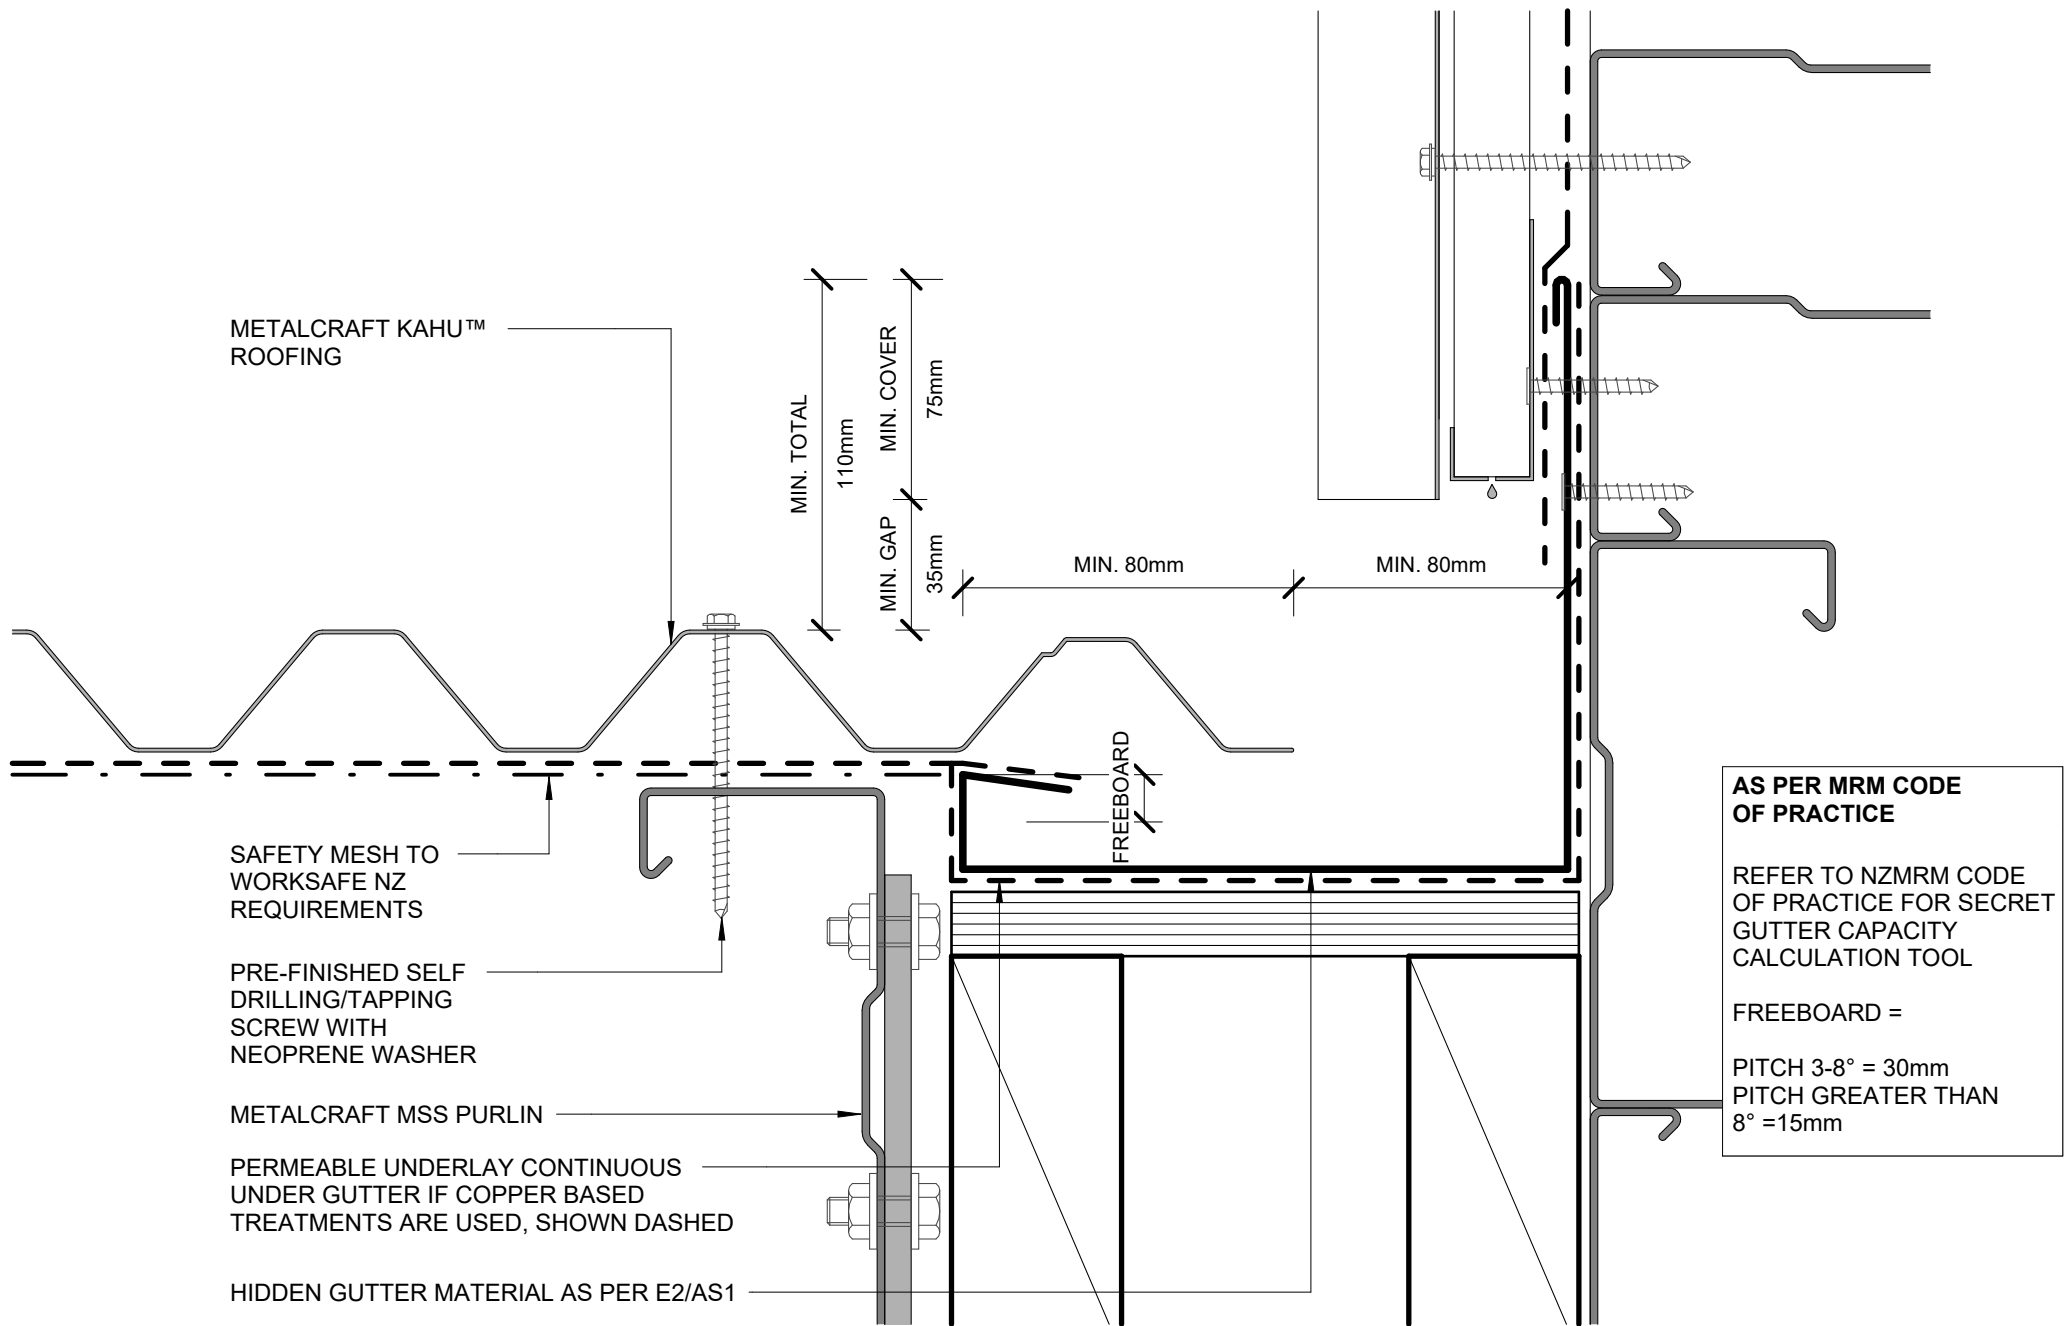 METALCRAFT KAHU™
ROOFING
MIN. TOTAL
110mm
MIN. COVER
75mm
MIN. GAP
35mm
MIN. 80mm
MIN. 80mm
FREEBOARD
SAFETY MESH TO
WORKSAFE NZ
REQUIREMENTS
PRE-FINISHED SELF
DRILLING/TAPPING
SCREW WITH
NEOPRENE WASHER
METALCRAFT MSS PURLIN
PERMEABLE UNDERLAY CONTINUOUS
UNDER GUTTER IF COPPER BASED
TREATMENTS ARE USED, SHOWN DASHED
HIDDEN GUTTER MATERIAL AS PER E2/AS1
AS PER MRM CODE
OF PRACTICE
REFER TO NZMRM CODE
OF PRACTICE FOR SECRET
GUTTER CAPACITY
CALCULATION TOOL
FREEBOARD =
PITCH 3-8° = 30mm
PITCH GREATER THAN
8° =15mm